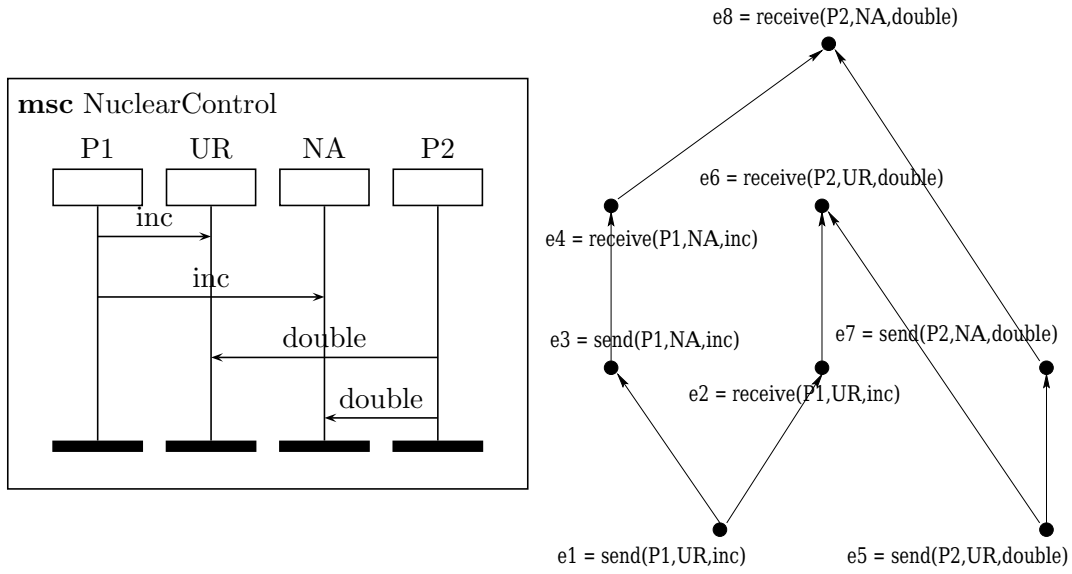 msc NuclearControl
P1 UR NA P2
inc
inc
double
double
e8 = receive(P2,NA,double)
e6 = receive(P2,UR,double)
e4 = receive(P1,NA,inc)
e3 = send(P1,NA,inc)
e7 = send(P2,NA,double)
e2 = receive(P1,UR,inc)
e1 = send(P1,UR,inc)
e5 = send(P2,UR,double)